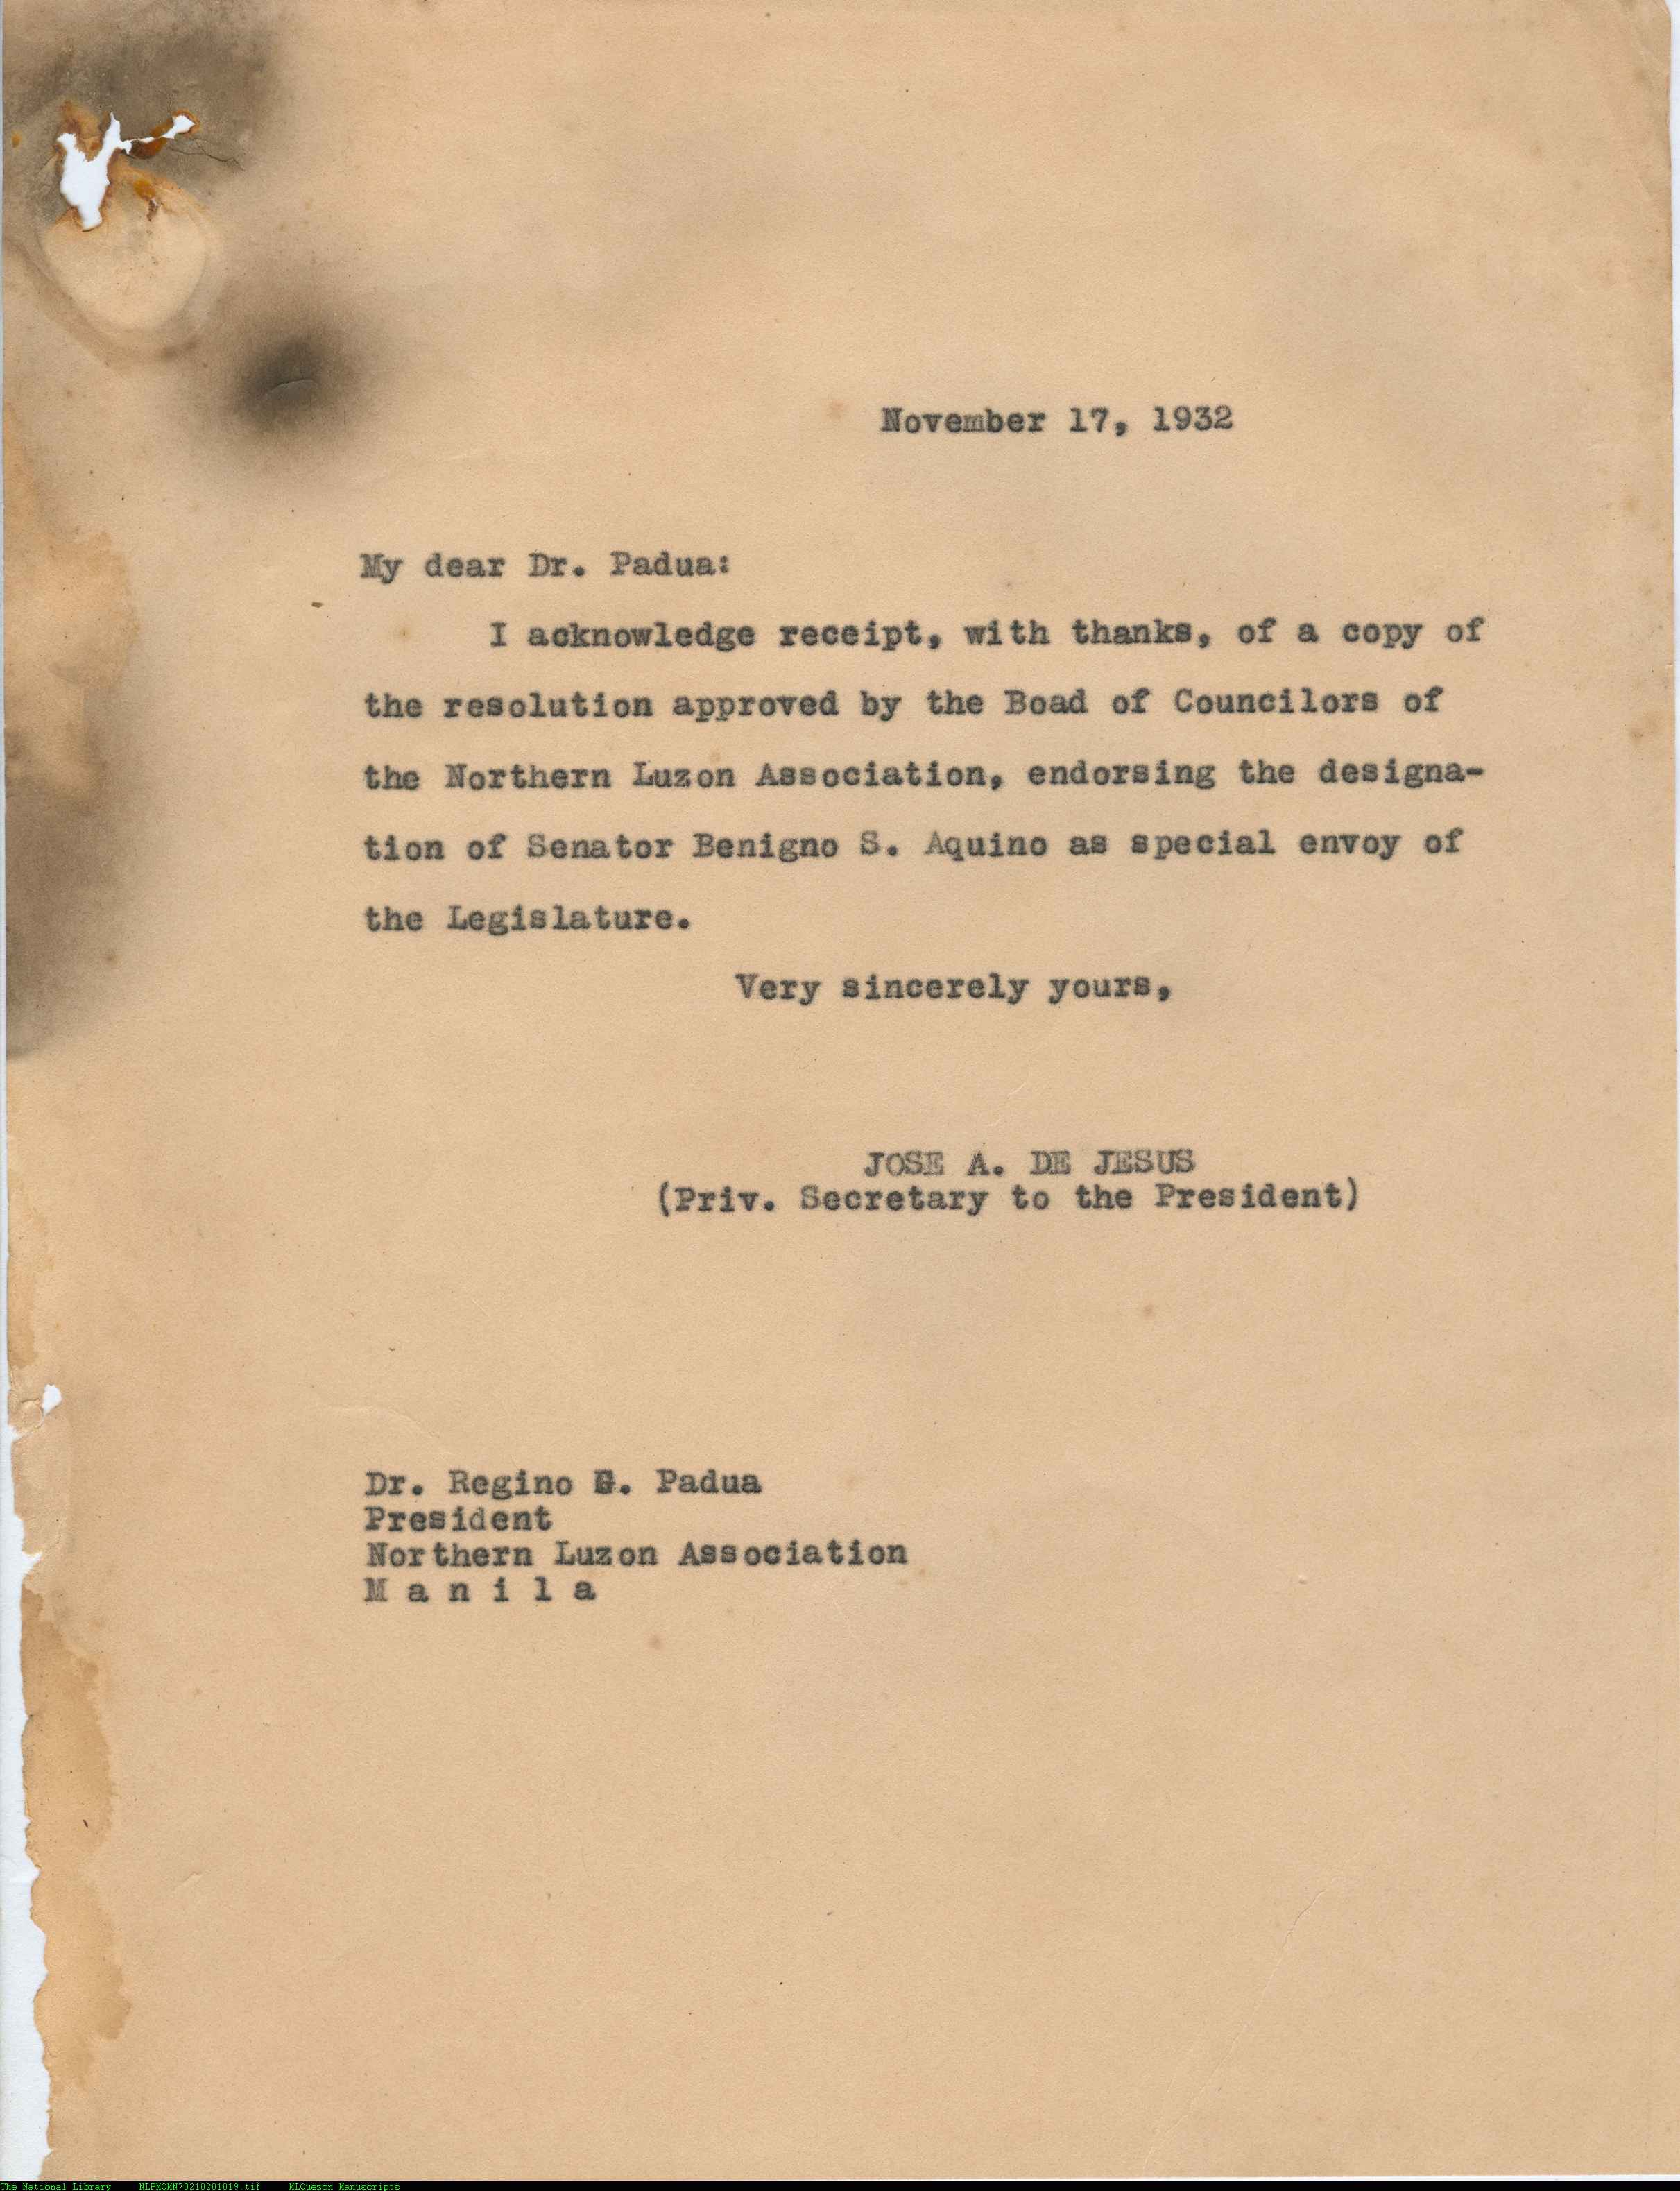 November 17, 1932
My dear Dr. Padua:
I acknowledge receipt, with thanks, of a copy of
the resolution approved by the Boad of Councilors of
the Northern Luzon Association, endorsing the designa-
tion of Senator Benigno S. Aquino as special envoy of
the Legislature.
Very sincerely yours,
JOSE A. DE JESUS
(Priv. Secretary to the President)
Dr. Regino G. Padua
President
Northern Luzon Association
M a n i l a
The National Library NLPMQMN70210201019.tif MLQuezon Manuscripts